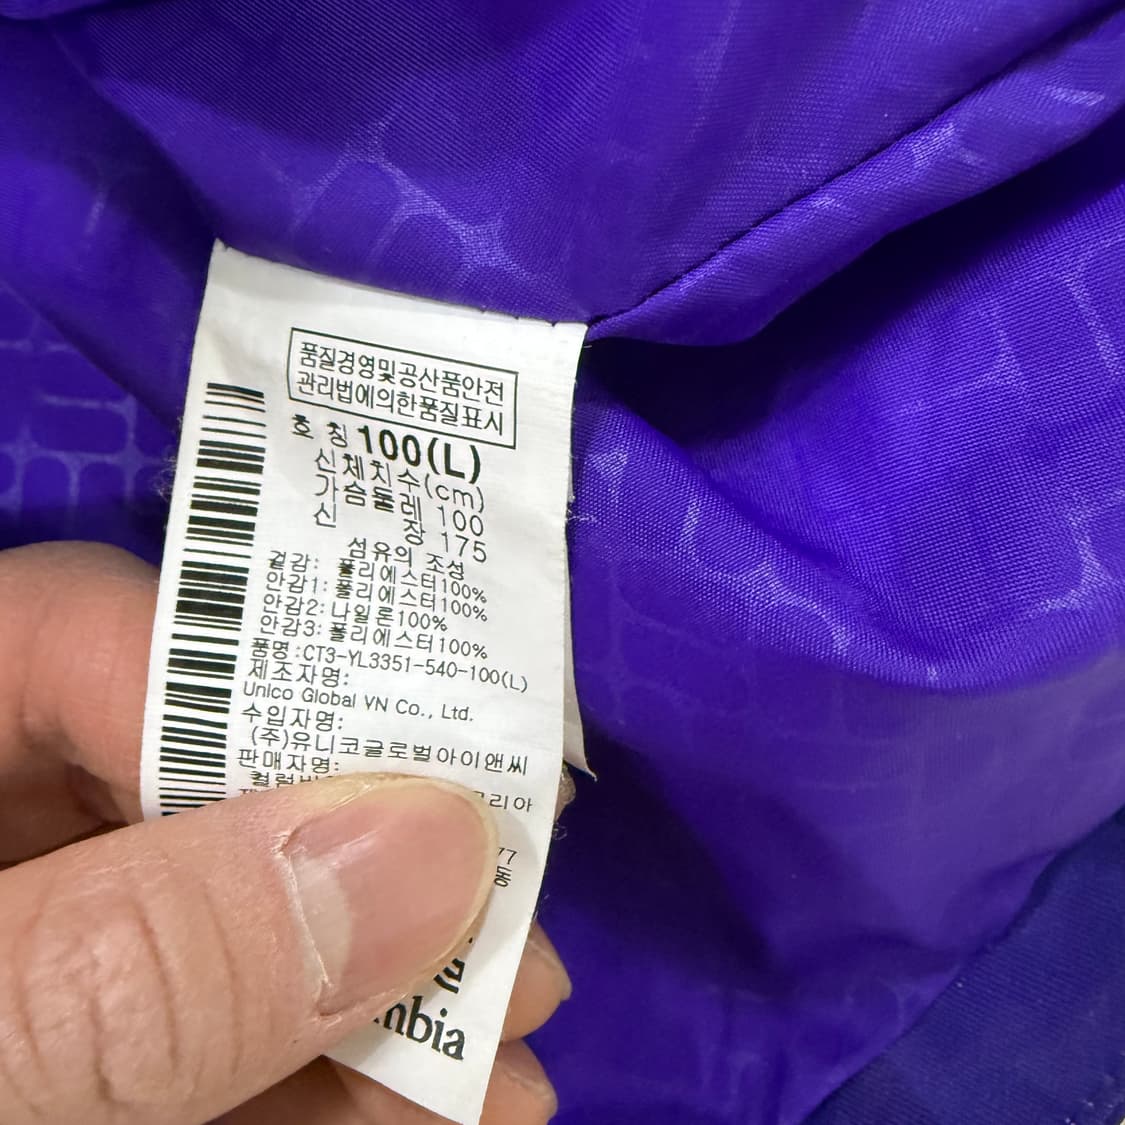 품질경영및공산품안전
관리법에의한품질표시
호 칭 100(L)
신체치수(cm)
가슴둘레 100
신 장 175
섬유의 조성
겉감: 폴리에스터100%
안감1: 폴리에스터100%
안감2: 나일론100%
안감3: 폴리에스터100%
품명:CT3-YL3351-540-100(L)
제조자명:
Unico Global VN Co., Ltd.
수입자명:
(주)유니코글로벌아이앤씨
판매자명: